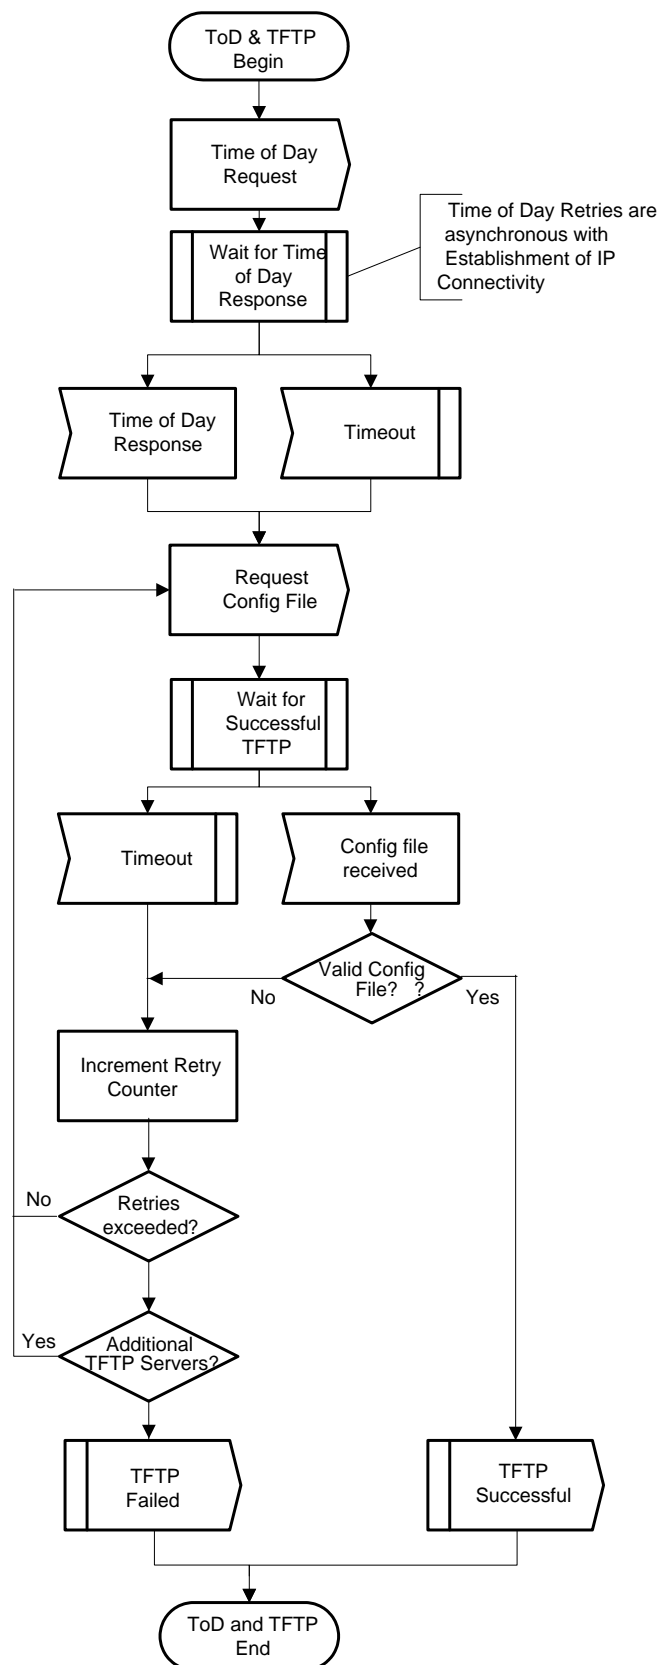 ToD & TFTP
Begin
Time of Day
Request
Time of Day Retries are
asynchronous with
Establishment of IP
Connectivity
Wait for Time
of Day
Response
Time of Day
Response
Timeout
Request
Config File
Wait for
Successful
TFTP
Timeout
Config file
received
Valid Config
File? ?
No
Yes
Increment Retry
Counter
No
Retries
exceeded?
Yes
Additional
TFTP Servers?
TFTP
Failed
TFTP
Successful
ToD and TFTP
End